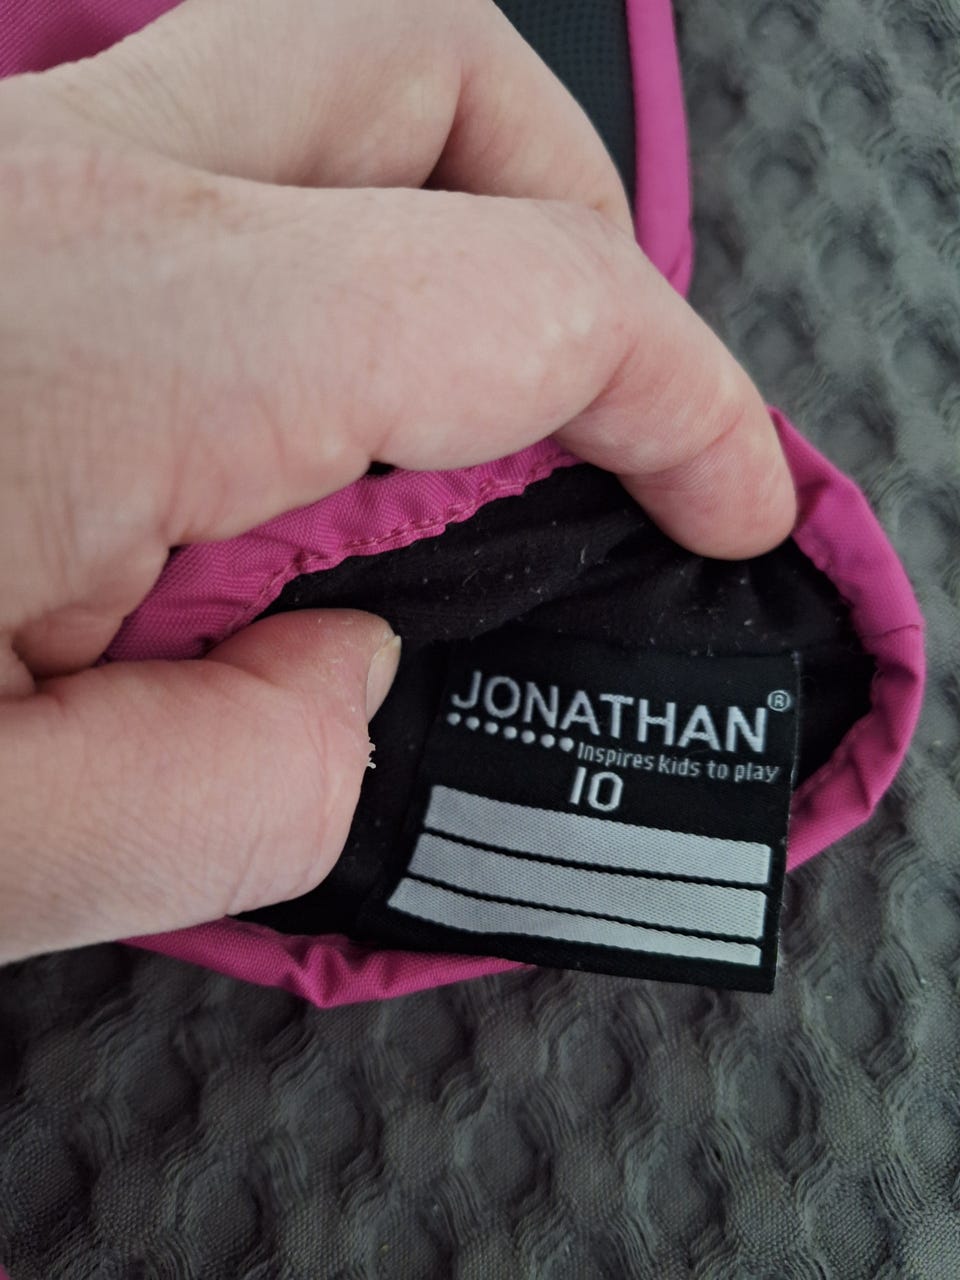 JONATHAN®
Inspires kids to play
10